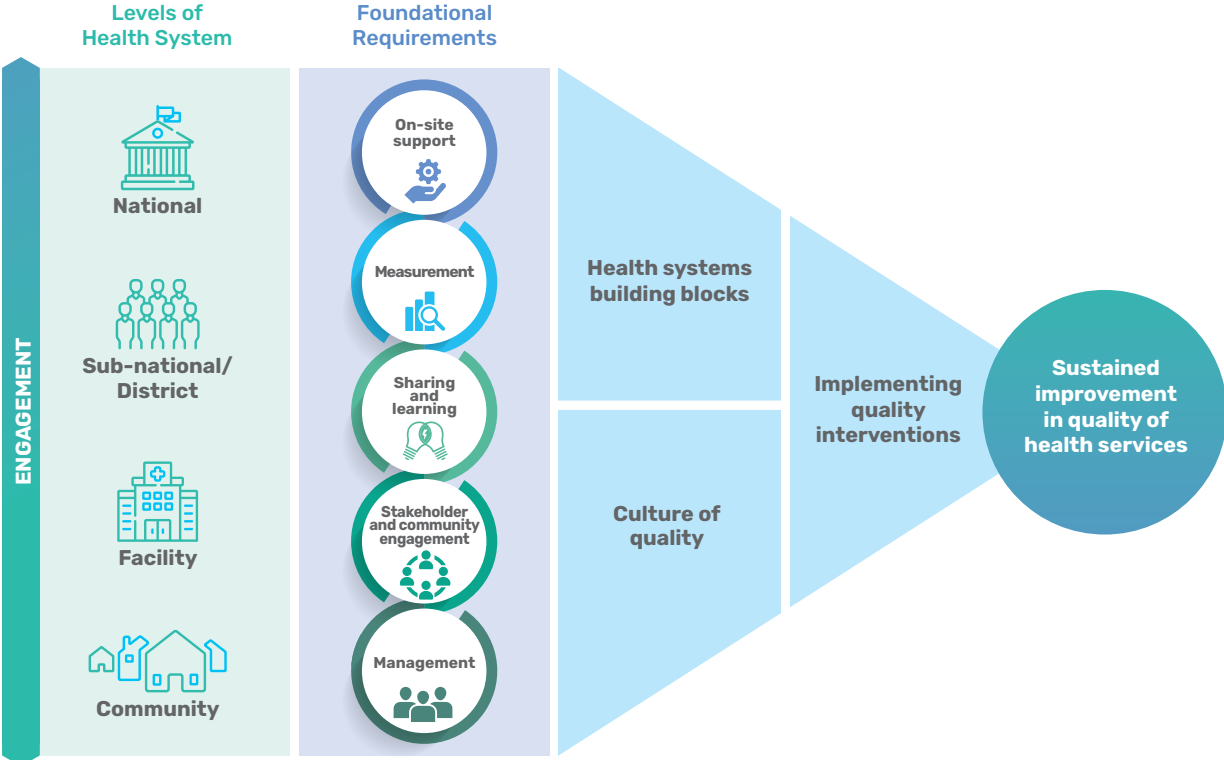 Levels of
Health System
Foundational
Requirements
ENGAGEMENT
National
Sub-national/
District
Facility
Community
On-site
support
Measurement
Sharing
and
learning
Stakeholder
and community
engagement
Management
Health systems
building blocks
Culture of
quality
Implementing
quality
interventions
Sustained
improvement
in quality of
health services